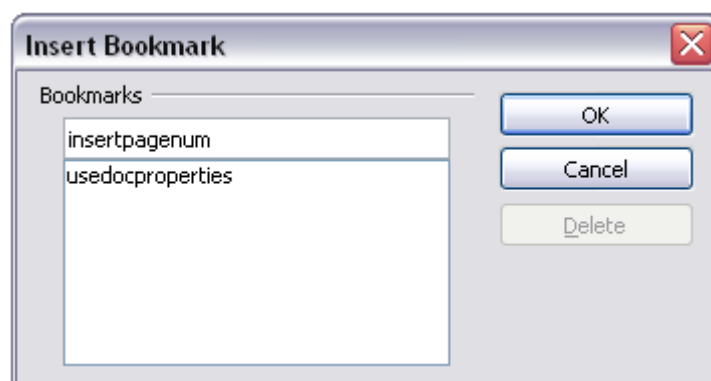 Insert Bookmark
Bookmarks
OK
insertpagenum
usedocproperties
Cancel
Delete